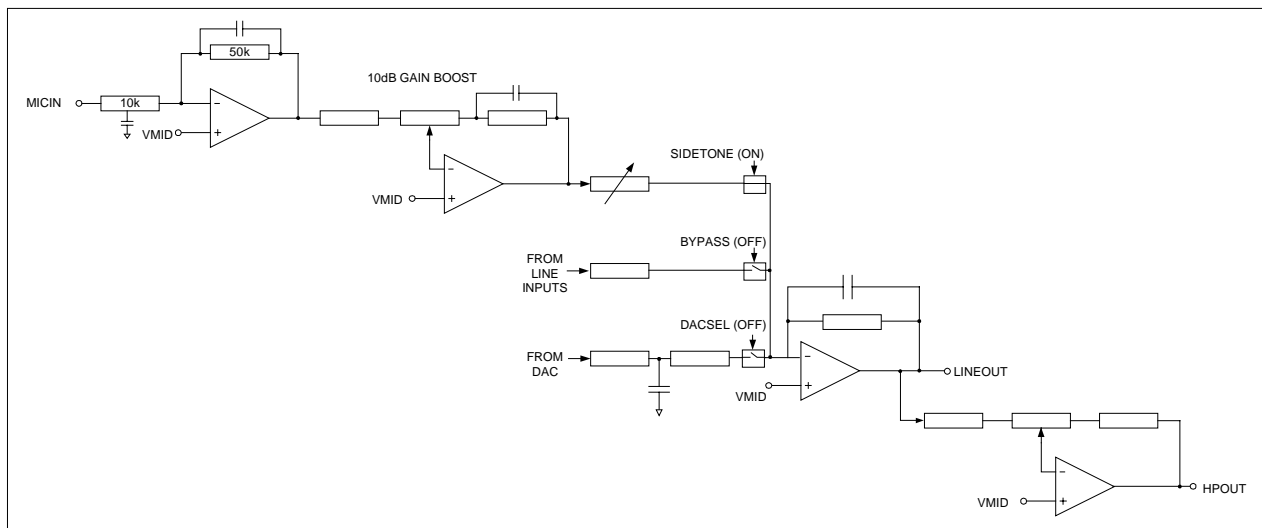 50k
10dB GAIN BOOST
MICIN
10k
−
+
VMID
SIDETONE (ON)
−
+
VMID
BYPASS (OFF)
FROM
LINE
INPUTS
DACSEL (OFF)
FROM
DAC
−
+
VMID
LINEOUT
−
+
VMID
HPOUT